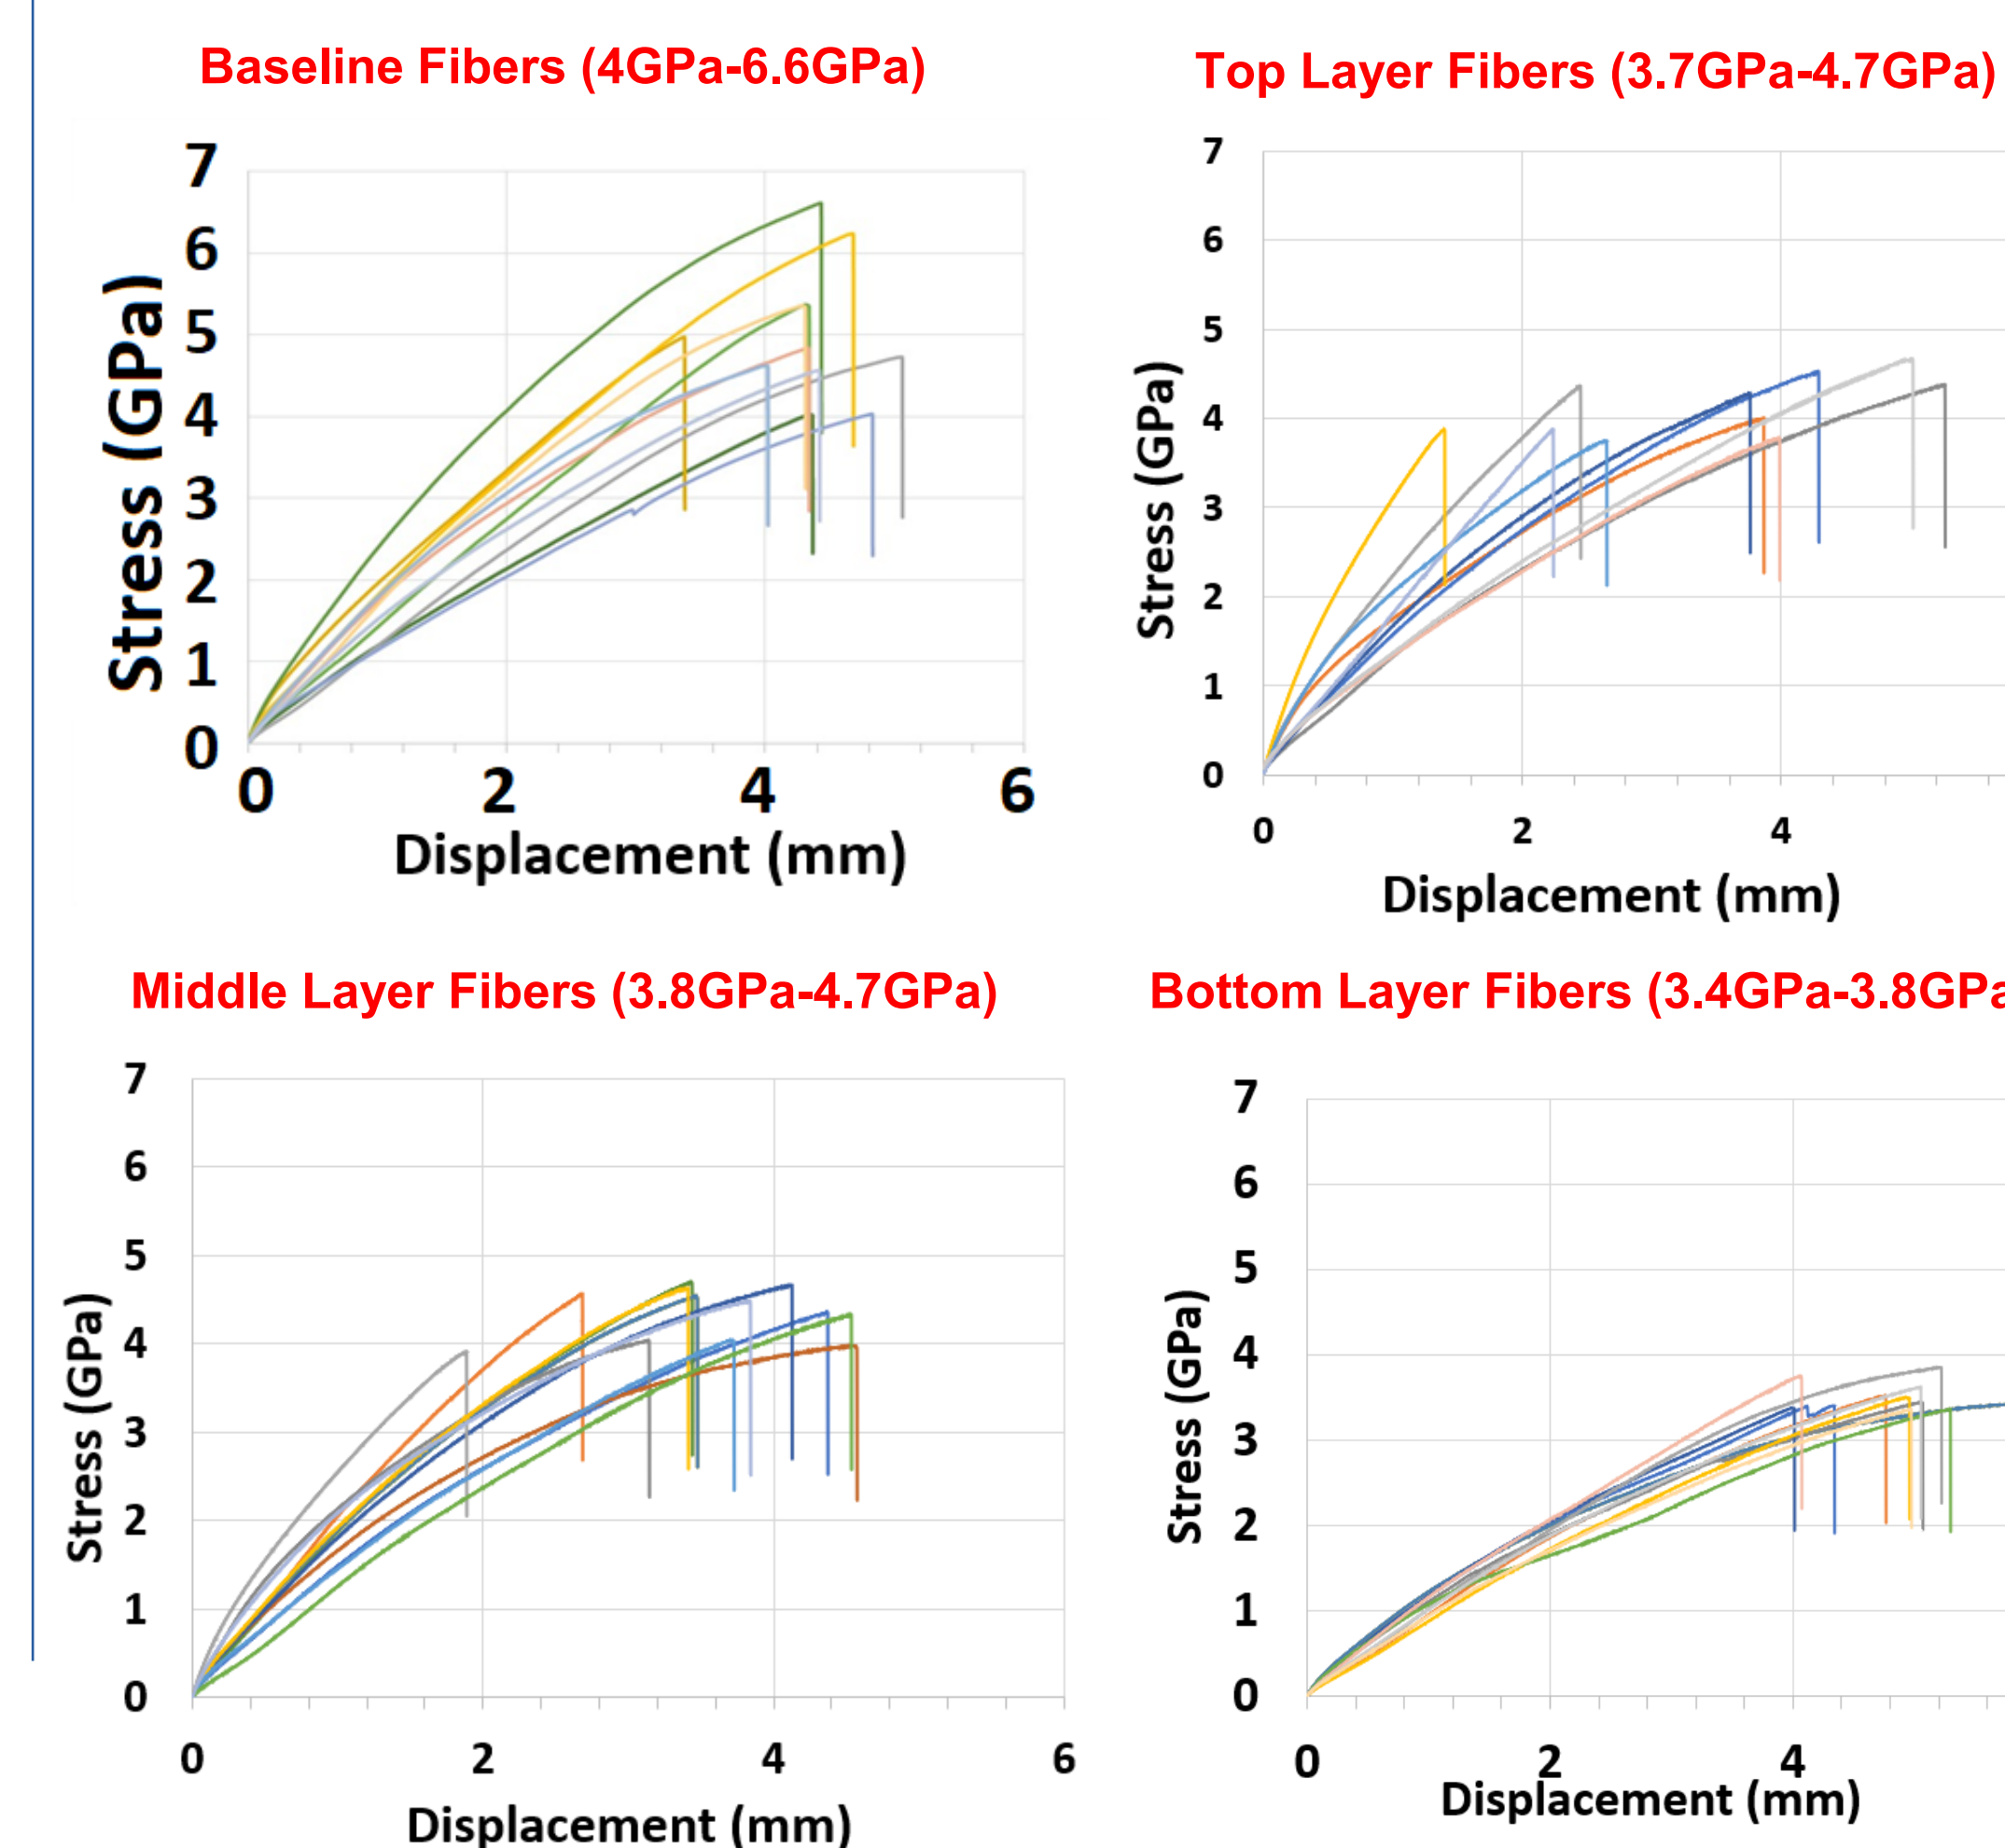 Baseline Fibers (4GPa-6.6GPa)
7
6
5
4
3
2
1
0
Stress (GPa)
0 2 4 6
Displacement (mm)
Top Layer Fibers (3.7GPa-4.7GPa)
7
6
5
4
3
2
1
0
Stress (GPa)
0 2 4
Displacement (mm)
Middle Layer Fibers (3.8GPa-4.7GPa)
7
6
5
4
3
2
1
0
Stress (GPa)
0 2 4 6
Displacement (mm)
Bottom Layer Fibers (3.4GPa-3.8GPa
7
6
5
4
3
2
1
0
Stress (GPa)
0 2 4
Displacement (mm)